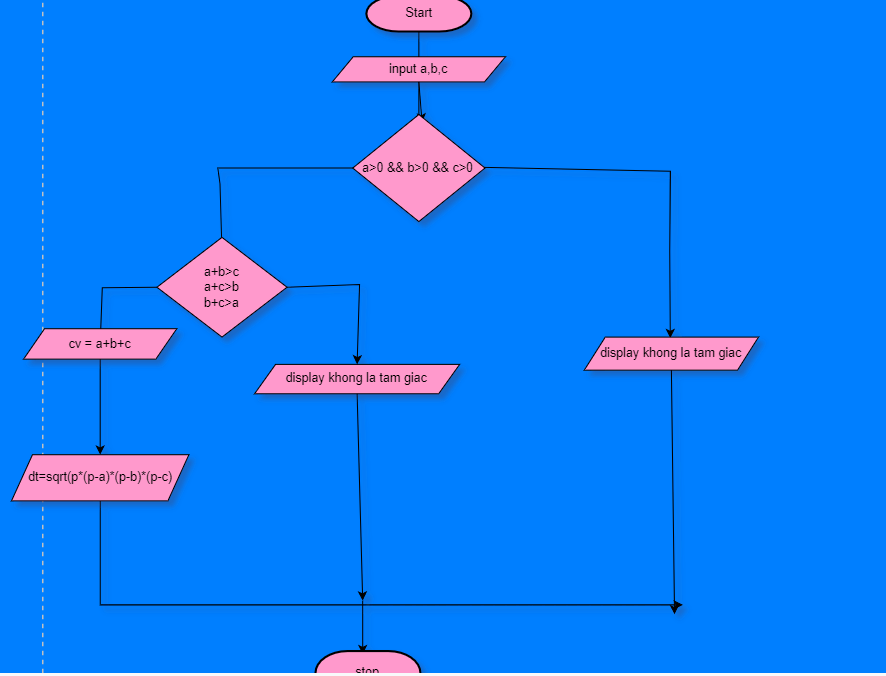 Start
input a,b,c
a>0 && b>0 && c>0
a+b>c
a+c>b
b+c>a
cv = a+b+c
display khong la tam giac
display khong la tam giac
dt=sqrt(p*(p-a)*(p-b)*(p-c)
stop